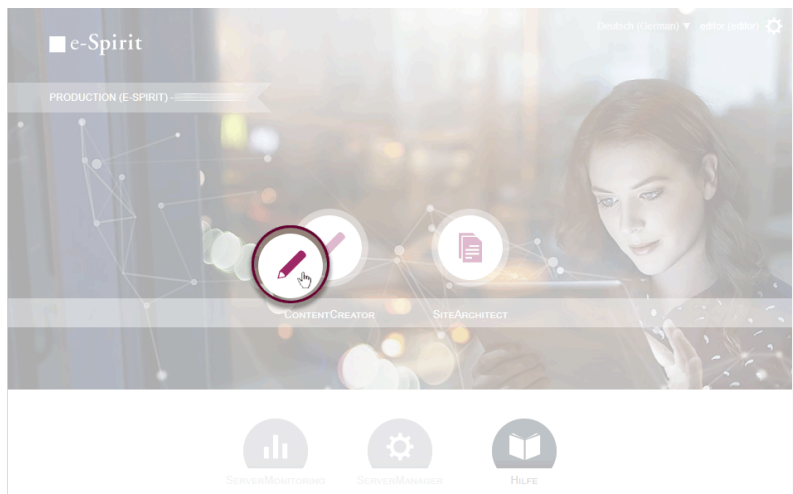 e-Spirit
Deutsch (German) ▼ editor (editor)
PRODUCTION (E-SPIRIT) -
CONTENTCREATOR SITEARCHITECT
SERVERMONITORING SERVERMANAGER HILFE